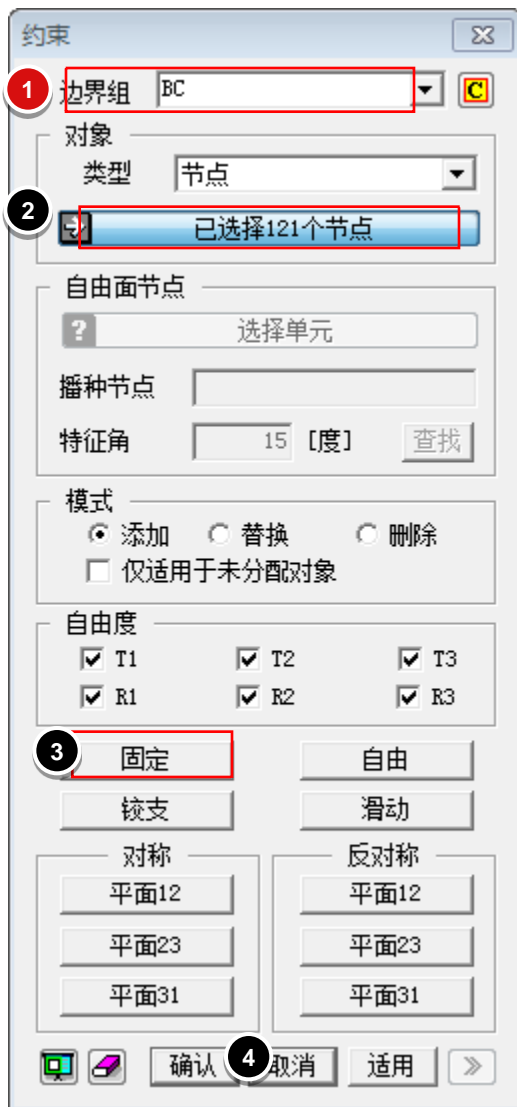 约束
1 边界组 BC C
对象
类型 节点
2
已选择121个节点
自由面节点
? 选择单元
播种节点
特征角 15 [度] 查找
模式
添加 替换 删除
仅适用于未分配对象
自由度
T1 T2 T3
R1 R2 R3
3 固定 自由
铰支 滑动
对称 反对称
平面12 平面12
平面23 平面23
平面31 平面31
确认 4 取消 适用 >>